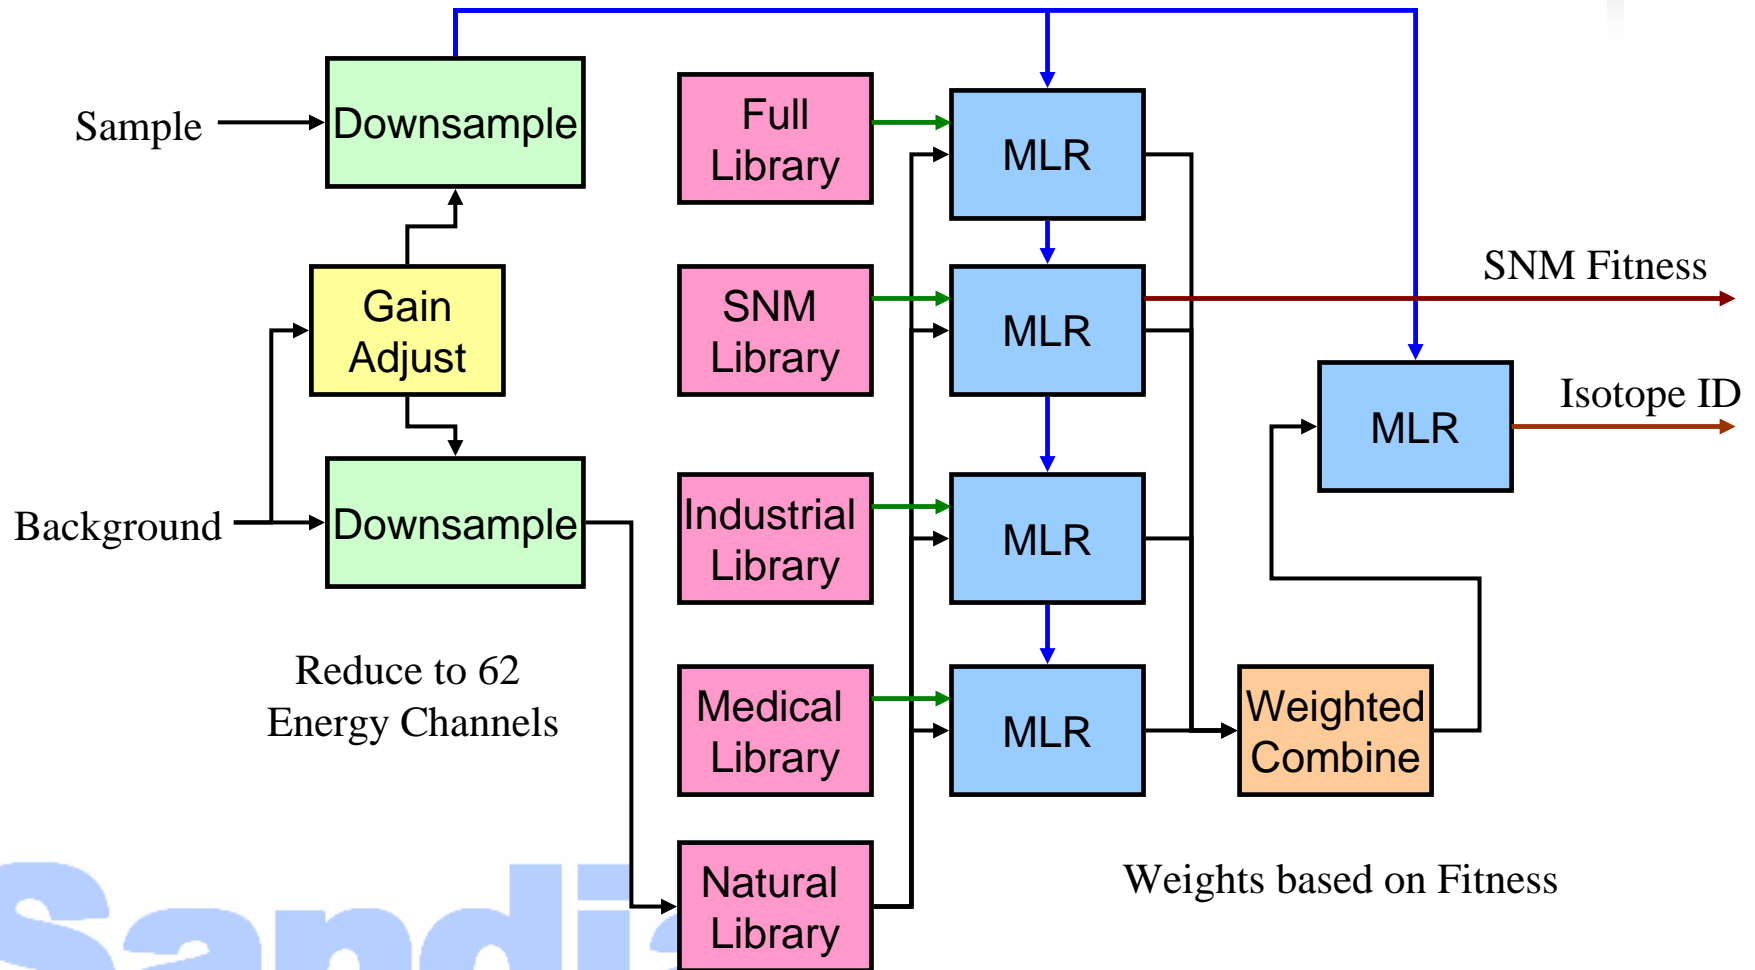 Sample
Downsample
Full
Library
MLR
Gain
Adjust
SNM
Library
MLR
SNM Fitness
MLR
Isotope ID
Background
Downsample
Industrial
Library
MLR
Reduce to 62
Energy Channels
Medical
Library
MLR
Weighted
Combine
Natural
Library
Weights based on Fitness
Sandia